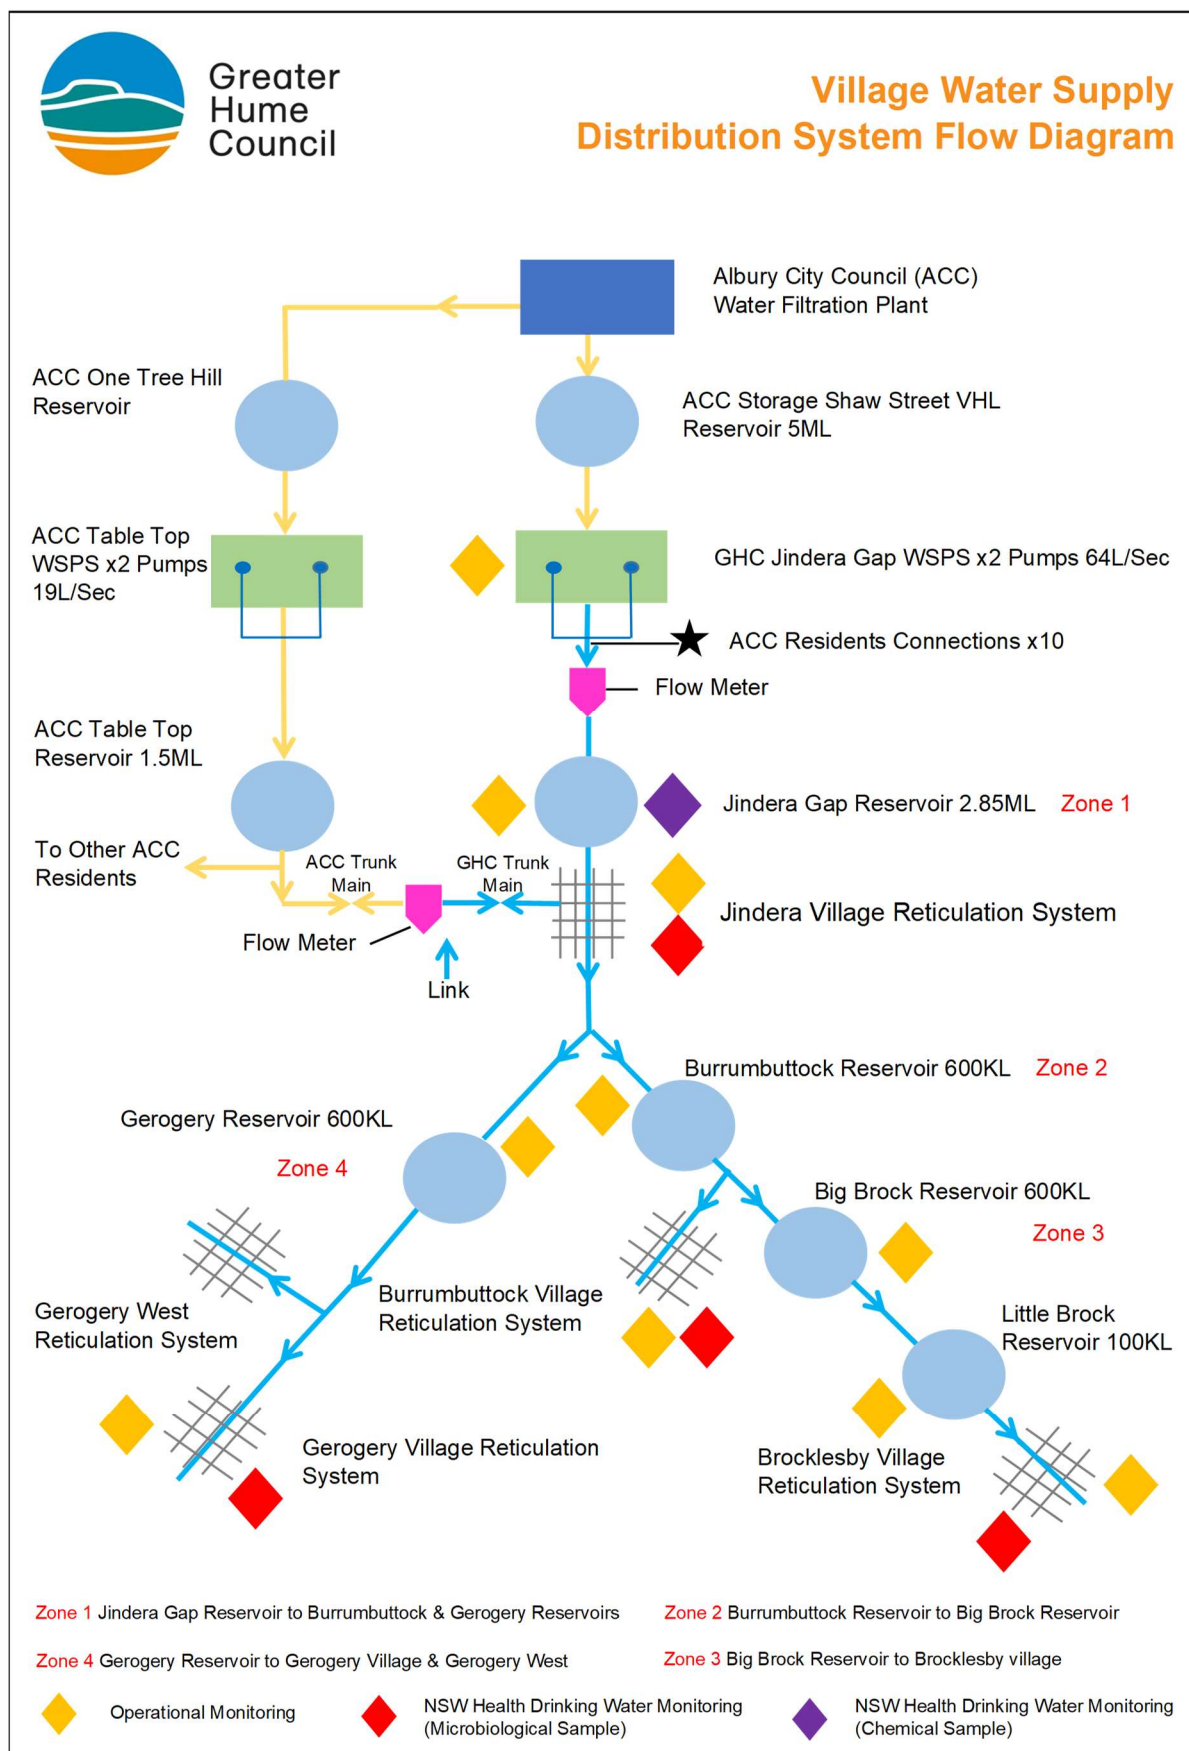 Greater
Hume
Council
Village Water Supply
Distribution System Flow Diagram
Albury City Council (ACC)
Water Filtration Plant
ACC One Tree Hill
Reservoir
ACC Storage Shaw Street VHL
Reservoir 5ML
ACC Table Top
WSPS x2 Pumps
19L/Sec
GHC Jindera Gap WSPS x2 Pumps 64L/Sec
ACC Residents Connections x10
Flow Meter
ACC Table Top
Reservoir 1.5ML
Jindera Gap Reservoir 2.85ML Zone 1
To Other ACC
Residents
ACC Trunk
Main
GHC Trunk
Main
Jindera Village Reticulation System
Flow Meter
Link
Burrumbuttock Reservoir 600KL Zone 2
Gerogery Reservoir 600KL
Zone 4
Big Brock Reservoir 600KL
Zone 3
Burrumbuttock Village
Reticulation System
Gerogery West
Reticulation System
Little Brock
Reservoir 100KL
Gerogery Village Reticulation
System
Brocklesby Village
Reticulation System
Zone 1 Jindera Gap Reservoir to Burrumbuttock & Gerogery Reservoirs
Zone 2 Burrumbuttock Reservoir to Big Brock Reservoir
Zone 4 Gerogery Reservoir to Gerogery Village & Gerogery West
Zone 3 Big Brock Reservoir to Brocklesby village
Operational Monitoring
NSW Health Drinking Water Monitoring
(Microbiological Sample)
NSW Health Drinking Water Monitoring
(Chemical Sample)